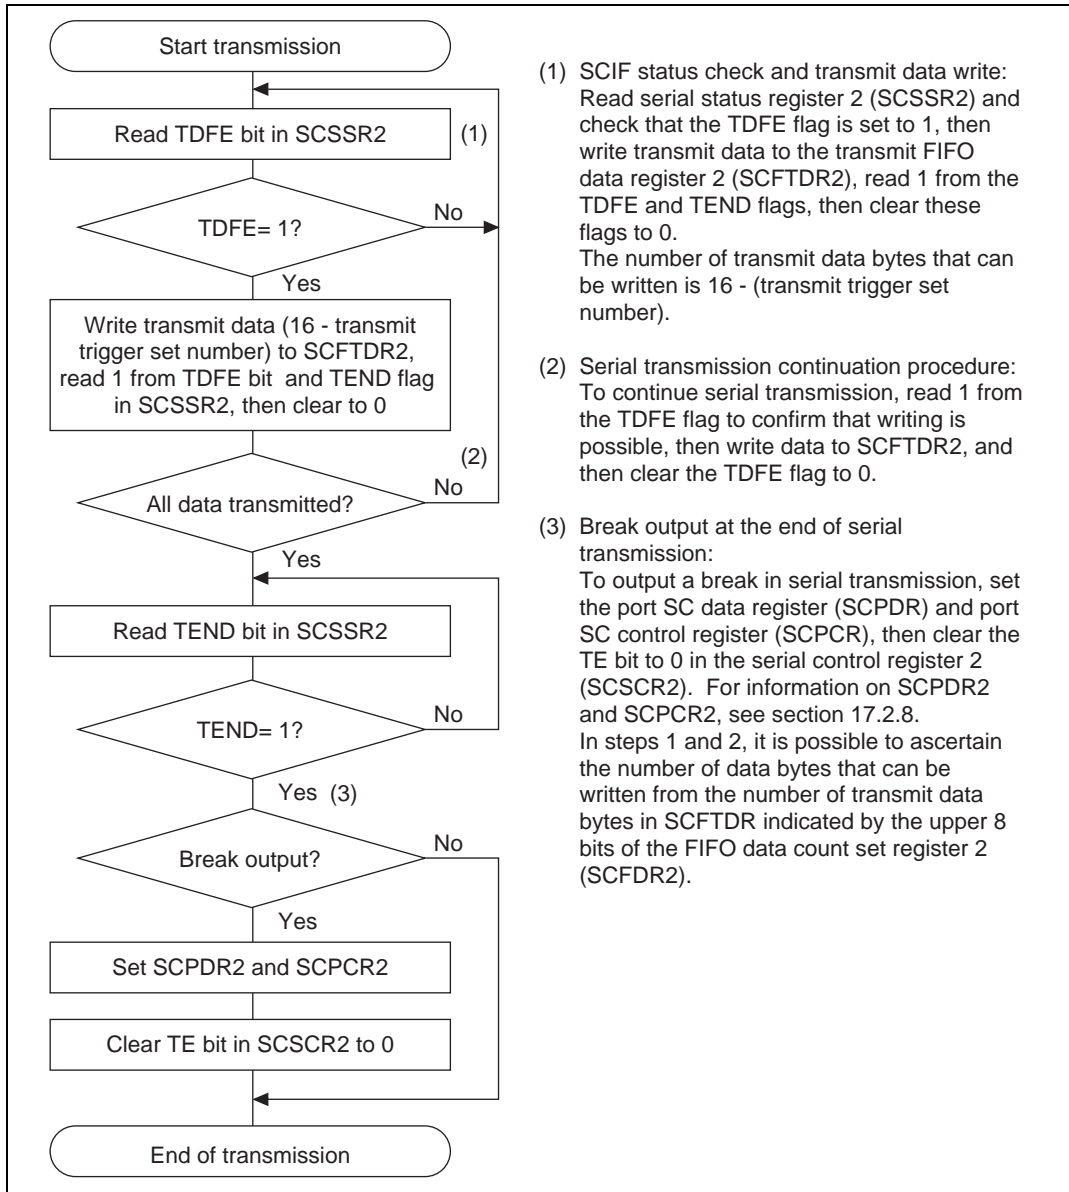 Start transmission
Read TDFE bit in SCSSR2
(1)
TDFE= 1?
No
Yes
Write transmit data (16 - transmit
trigger set number) to SCFTDR2,
read 1 from TDFE bit  and TEND flag
in SCSSR2, then clear to 0
(2)
All data transmitted?
No
Yes
Read TEND bit in SCSSR2
TEND= 1?
No
Yes (3)
Break output?
No
Yes
Set SCPDR2 and SCPCR2
Clear TE bit in SCSCR2 to 0
End of transmission
(1) SCIF status check and transmit data write:
Read serial status register 2 (SCSSR2) and
check that the TDFE flag is set to 1, then
write transmit data to the transmit FIFO
data register 2 (SCFTDR2), read 1 from the
TDFE and TEND flags, then clear these
flags to 0.
The number of transmit data bytes that can
be written is 16 - (transmit trigger set
number).
(2) Serial transmission continuation procedure:
To continue serial transmission, read 1 from
the TDFE flag to confirm that writing is
possible, then write data to SCFTDR2, and
then clear the TDFE flag to 0.
(3) Break output at the end of serial
transmission:
To output a break in serial transmission, set
the port SC data register (SCPDR) and port
SC control register (SCPCR), then clear the
TE bit to 0 in the serial control register 2
(SCSCR2).  For information on SCPDR2
and SCPCR2, see section 17.2.8.
In steps 1 and 2, it is possible to ascertain
the number of data bytes that can be
written from the number of transmit data
bytes in SCFTDR indicated by the upper 8
bits of the FIFO data count set register 2
(SCFDR2).